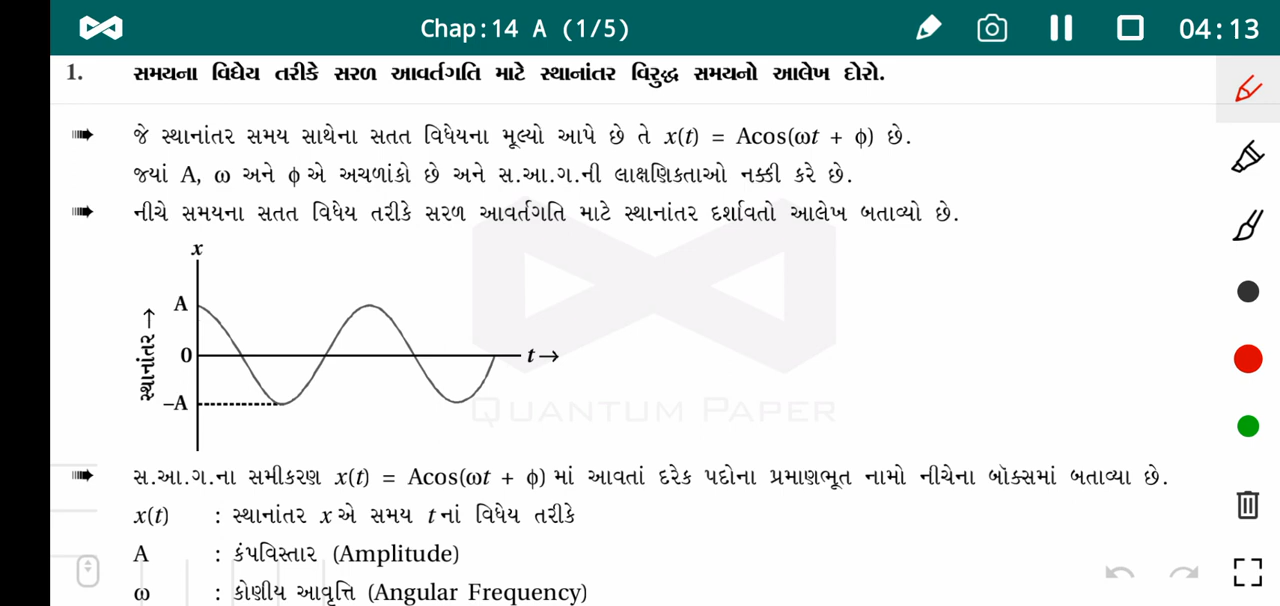 Chap:14 A (1/5)
04:13
1. સમયના વિધેય તરીકે સરળ આવર્તગતિ માટે સ્થાનાંતર વિરુદ્ધ સમયનો આલેખ દોરો.
જે સ્થાનાંતર સમય સાથેના સતત વિધેયના મૂલ્યો આપે છે તે x(t) = Acos(ωt + ϕ) છે.
જ્યાં A, ω અને ϕ એ અચળાંકો છે અને સ.આ.ગ.ની લાક્ષણિકતાઓ નક્કી કરે છે.
નીચે સમયના સતત વિધેય તરીકે સરળ આવર્તગતિ માટે સ્થાનાંતર દર્શાવતો આલેખ બતાવ્યો છે.
x
A
સ્થાનાંતર →
0
t→
–A
QUANTUM PAPER
સ.આ.ગ.ના સમીકરણ x(t) = Acos(ωt + ϕ) માં આવતાં દરેક પદોના પ્રમાણભૂત નામો નીચેના બૉક્સમાં બતાવ્યા છે.
x(t) : સ્થાનાંતર x એ સમય t નાં વિધેય તરીકે
A : કંપવિસ્તાર (Amplitude)
ω : કોણીય આવૃત્તિ (Angular Frequency)